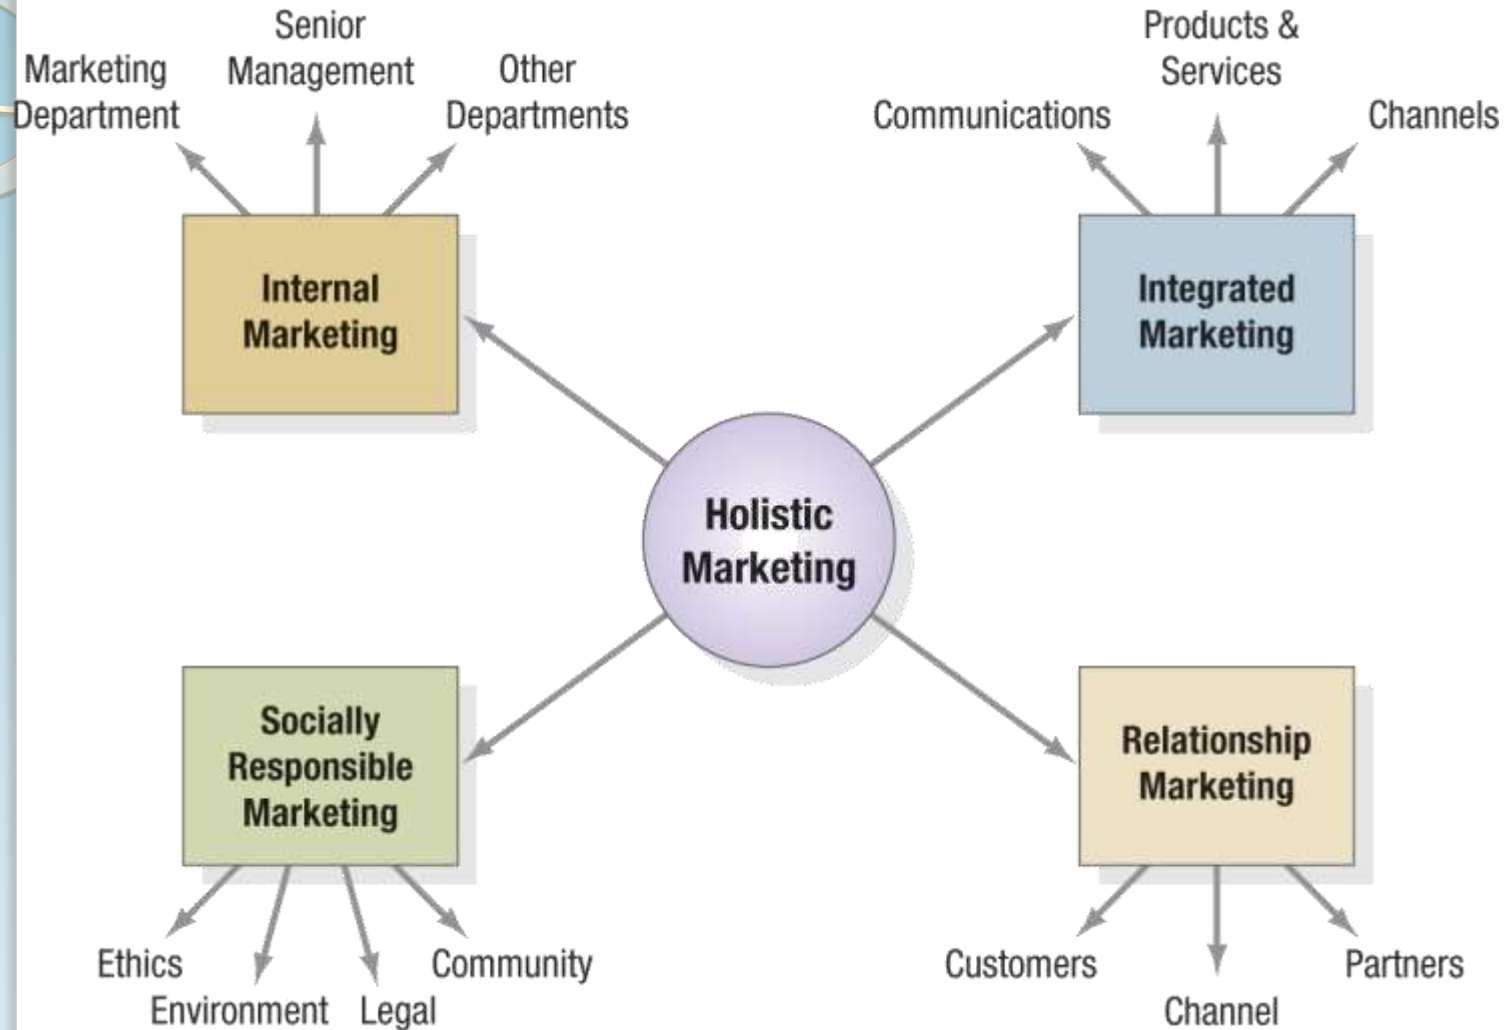 Senior
Management
Marketing
Department
Other
Departments
Products &
Services
Communications
Channels
Internal
Marketing
Integrated
Marketing
Holistic
Marketing
Socially
Responsible
Marketing
Relationship
Marketing
Ethics
Environment
Legal
Community
Customers
Channel
Partners